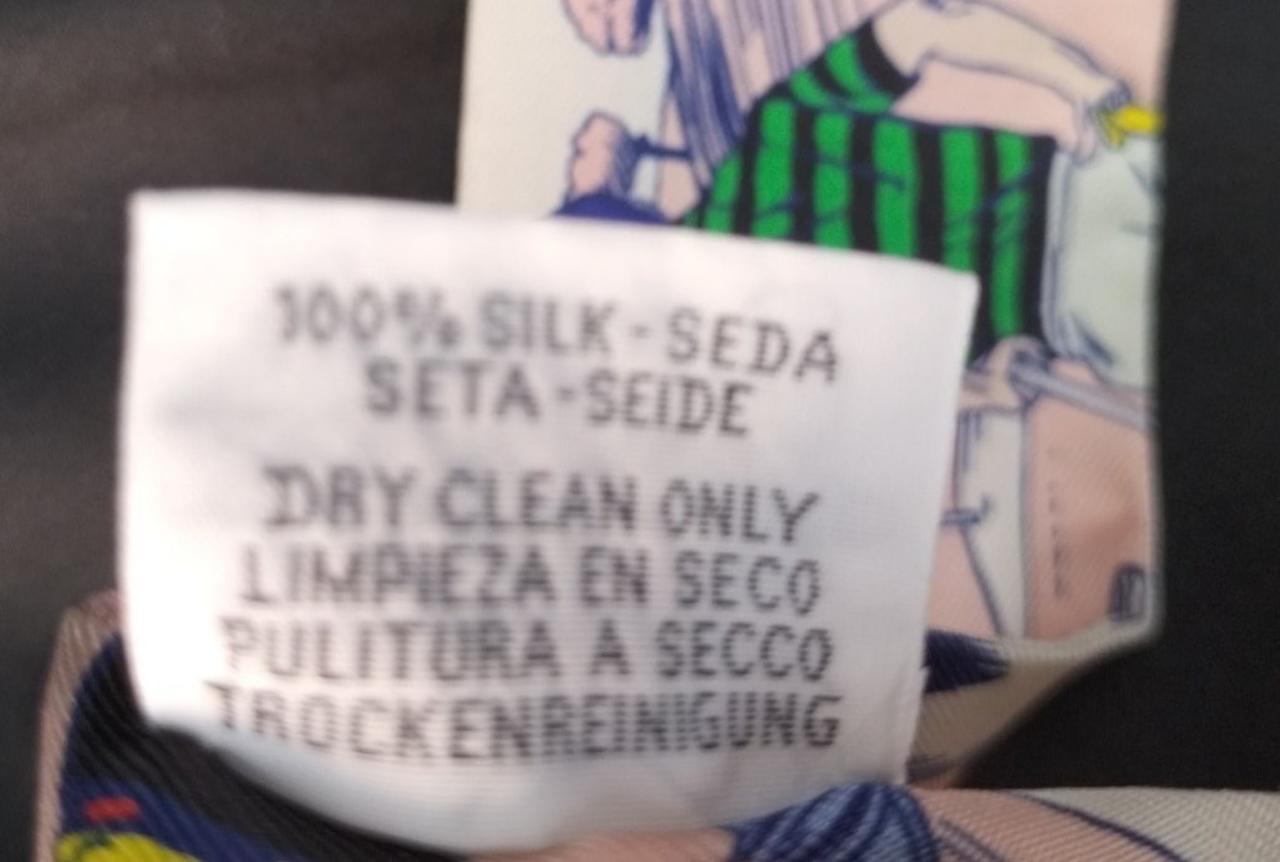 100% SILK - SEDA
SETA - SEIDE
DRY CLEAN ONLY
LIMPIEZA EN SECO
PULITURA A SECCO
TROCKENREINIGUNG